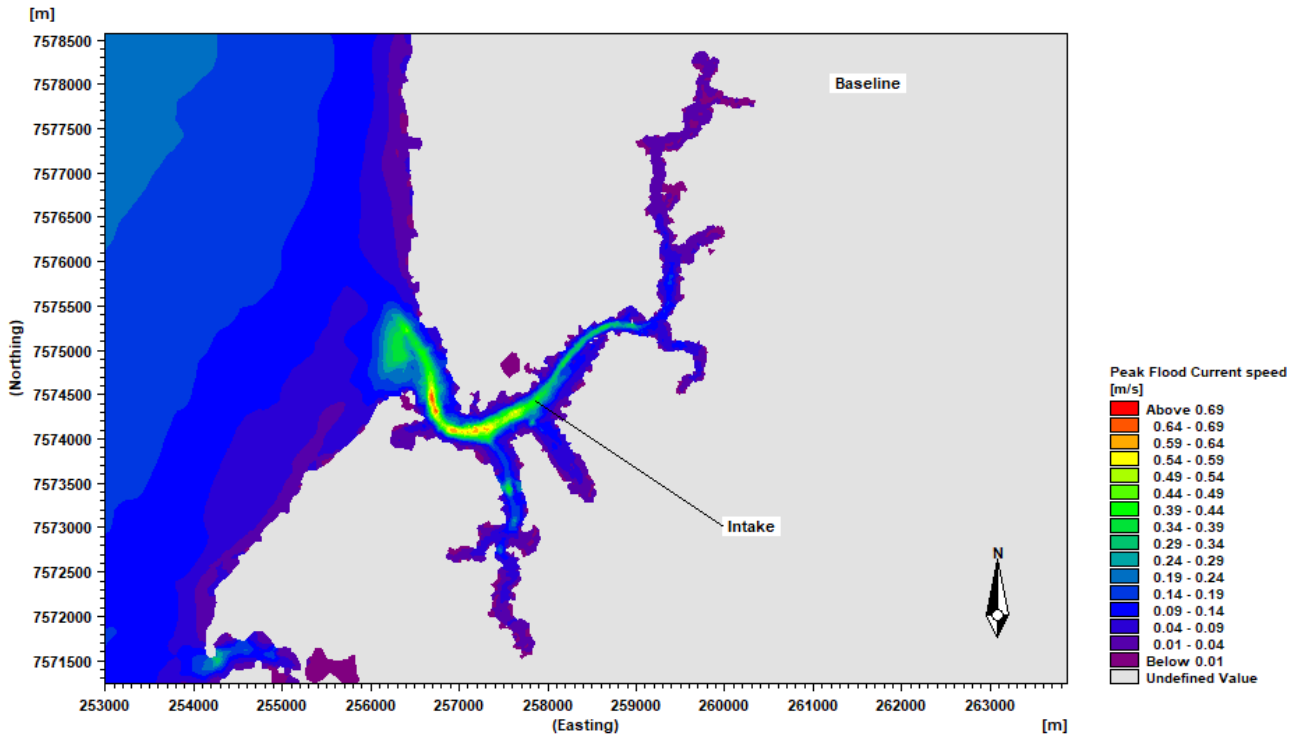 [m]
7578500
7578000
7577500
7577000
7576500
7576000
7575500
7575000
7574500
7574000
7573500
7573000
7572500
7572000
7571500
(Northing)
Baseline
Intake
N
253000 254000 255000 256000 257000 258000 259000 260000 261000 262000 263000
(Easting)
[m]
Peak Flood Current speed
[m/s]
Above 0.69
0.64 - 0.69
0.59 - 0.64
0.54 - 0.59
0.49 - 0.54
0.44 - 0.49
0.39 - 0.44
0.34 - 0.39
0.29 - 0.34
0.24 - 0.29
0.19 - 0.24
0.14 - 0.19
0.09 - 0.14
0.04 - 0.09
0.01 - 0.04
Below 0.01
Undefined Value